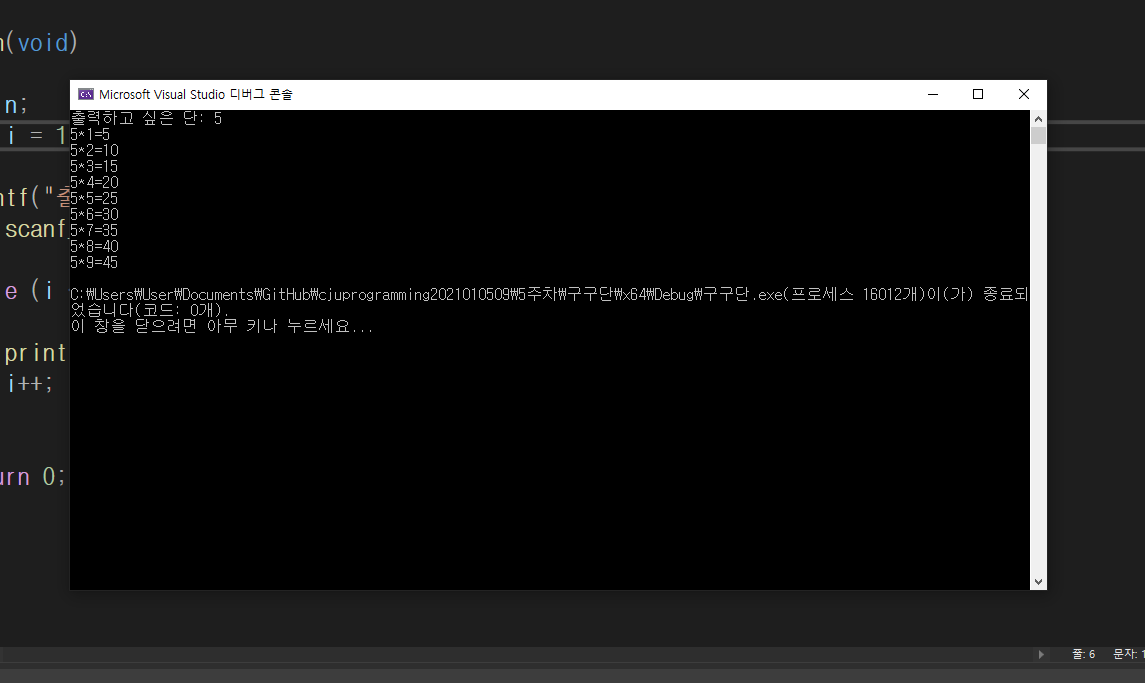 n(void)
n;
i = 1
Microsoft Visual Studio 디버그 콘솔
출력하고 싶은 단: 5
5*1=5
5*2=10
5*3=15
5*4=20
5*5=25
5*6=30
5*7=35
5*8=40
5*9=45
ntf("출
scanf_
e (i
C:₩Users₩User₩Documents₩GitHub₩cjuprogramming2021010509₩5주차₩구구단₩x64₩Debug₩구구단.exe(프로세스 16012개)이(가) 종료되
었습니다(코드: 0개).
이 창을 닫으려면 아무 키나 누르세요...
print
i++;
urn 0;
줄: 6 문자: 1